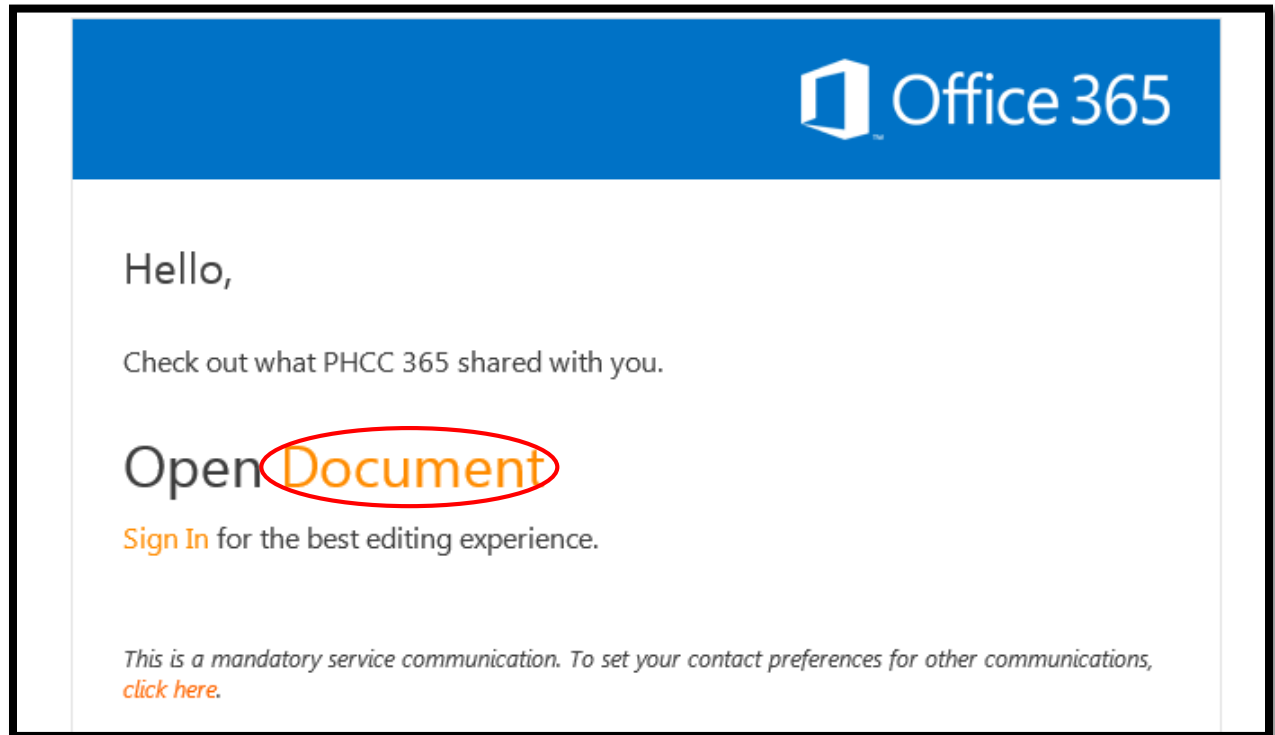 Office 365
Hello,
Check out what PHCC 365 shared with you.
Open Document
Sign In for the best editing experience.
This is a mandatory service communication. To set your contact preferences for other communications,
click here.